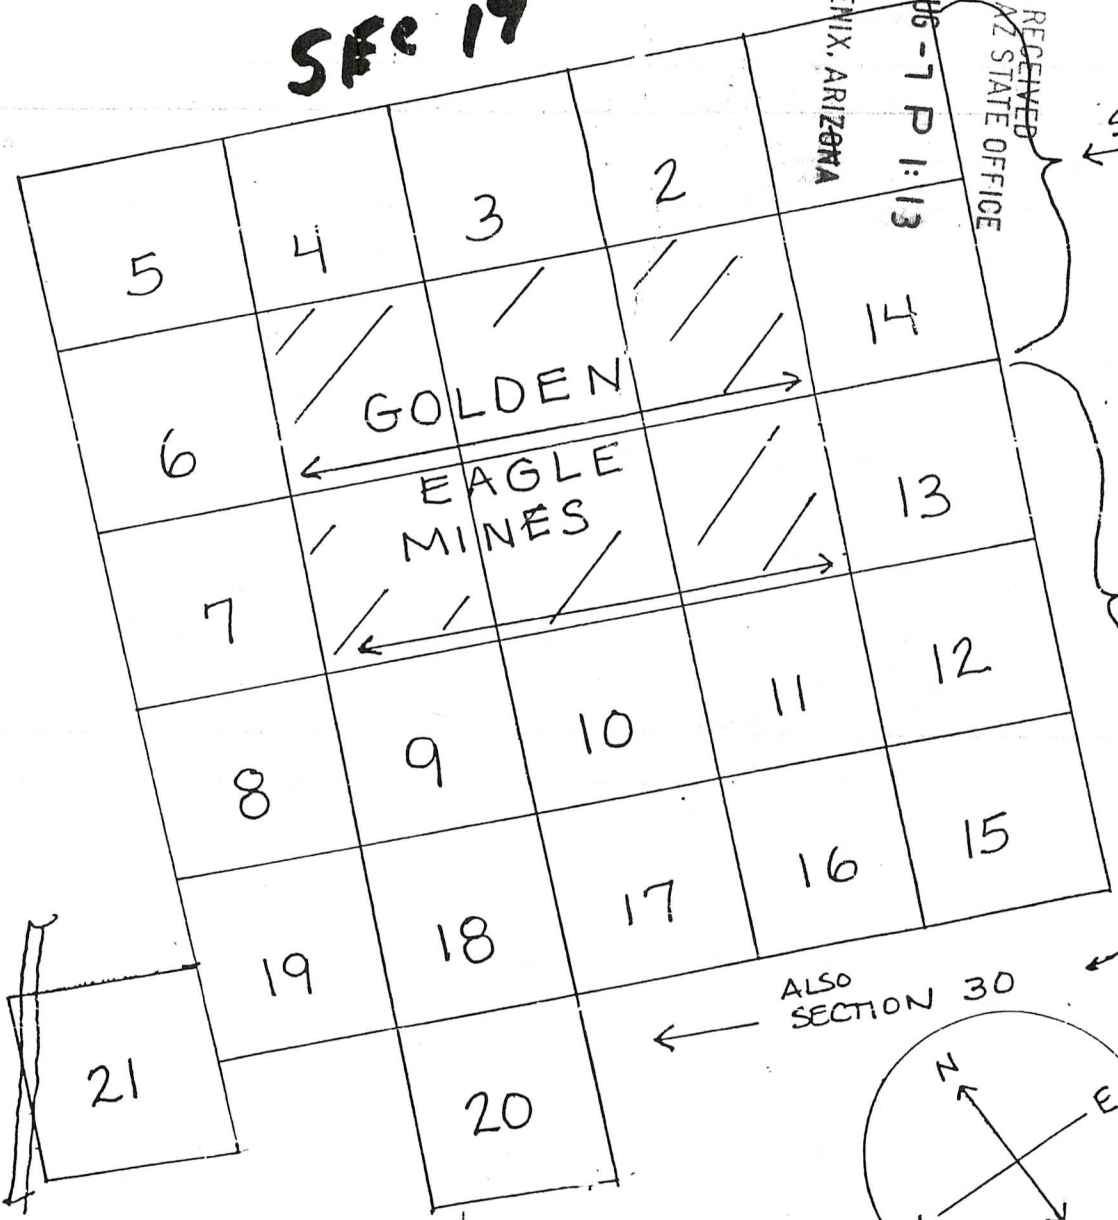 SEC 19
RECEIVED
AZ STATE OFFICE
-7 P 1:13
NIX, ARIZONA
5
4
3
2
14
6
GOLDEN
EAGLE
MINES
13
7
12
11
10
9
8
15
16
17
18
19
ALSO
SECTION 30
21
20
N
E